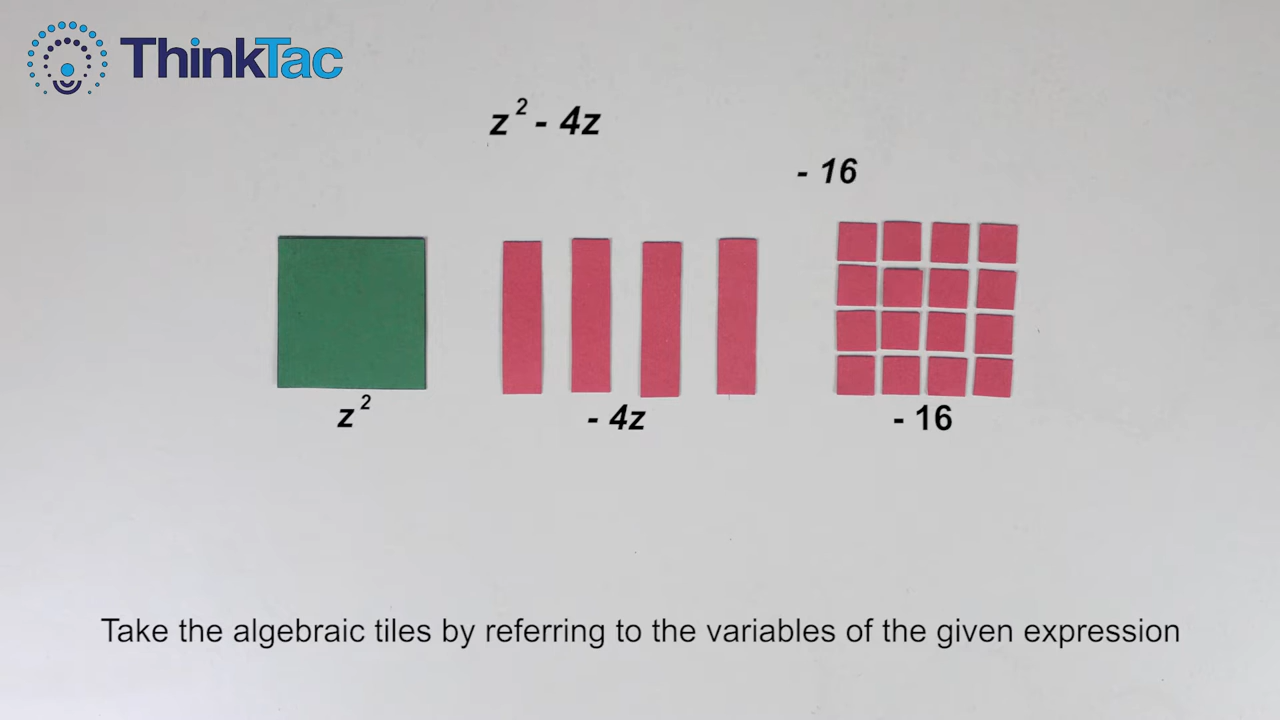 ThinkTac
z² - 4z
- 16
z²
- 4z
- 16
Take the algebraic tiles by referring to the variables of the given expression